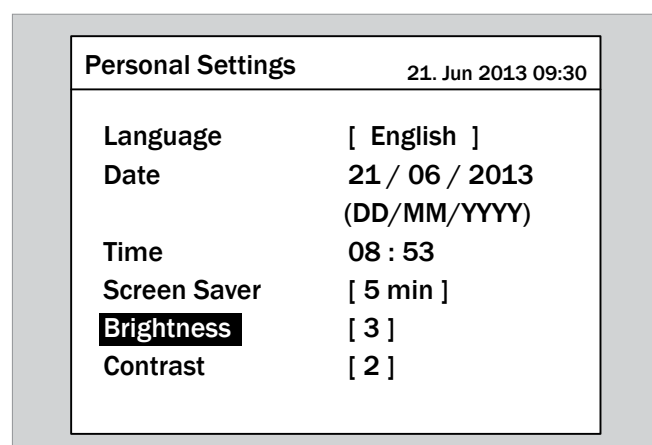 Personal Settings 21. Jun 2013 09:30
Language [ English ]
Date 21 / 06 / 2013
(DD/MM/YYYY)
Time 08 : 53
Screen Saver [ 5 min ]
Brightness [ 3 ]
Contrast [ 2 ]